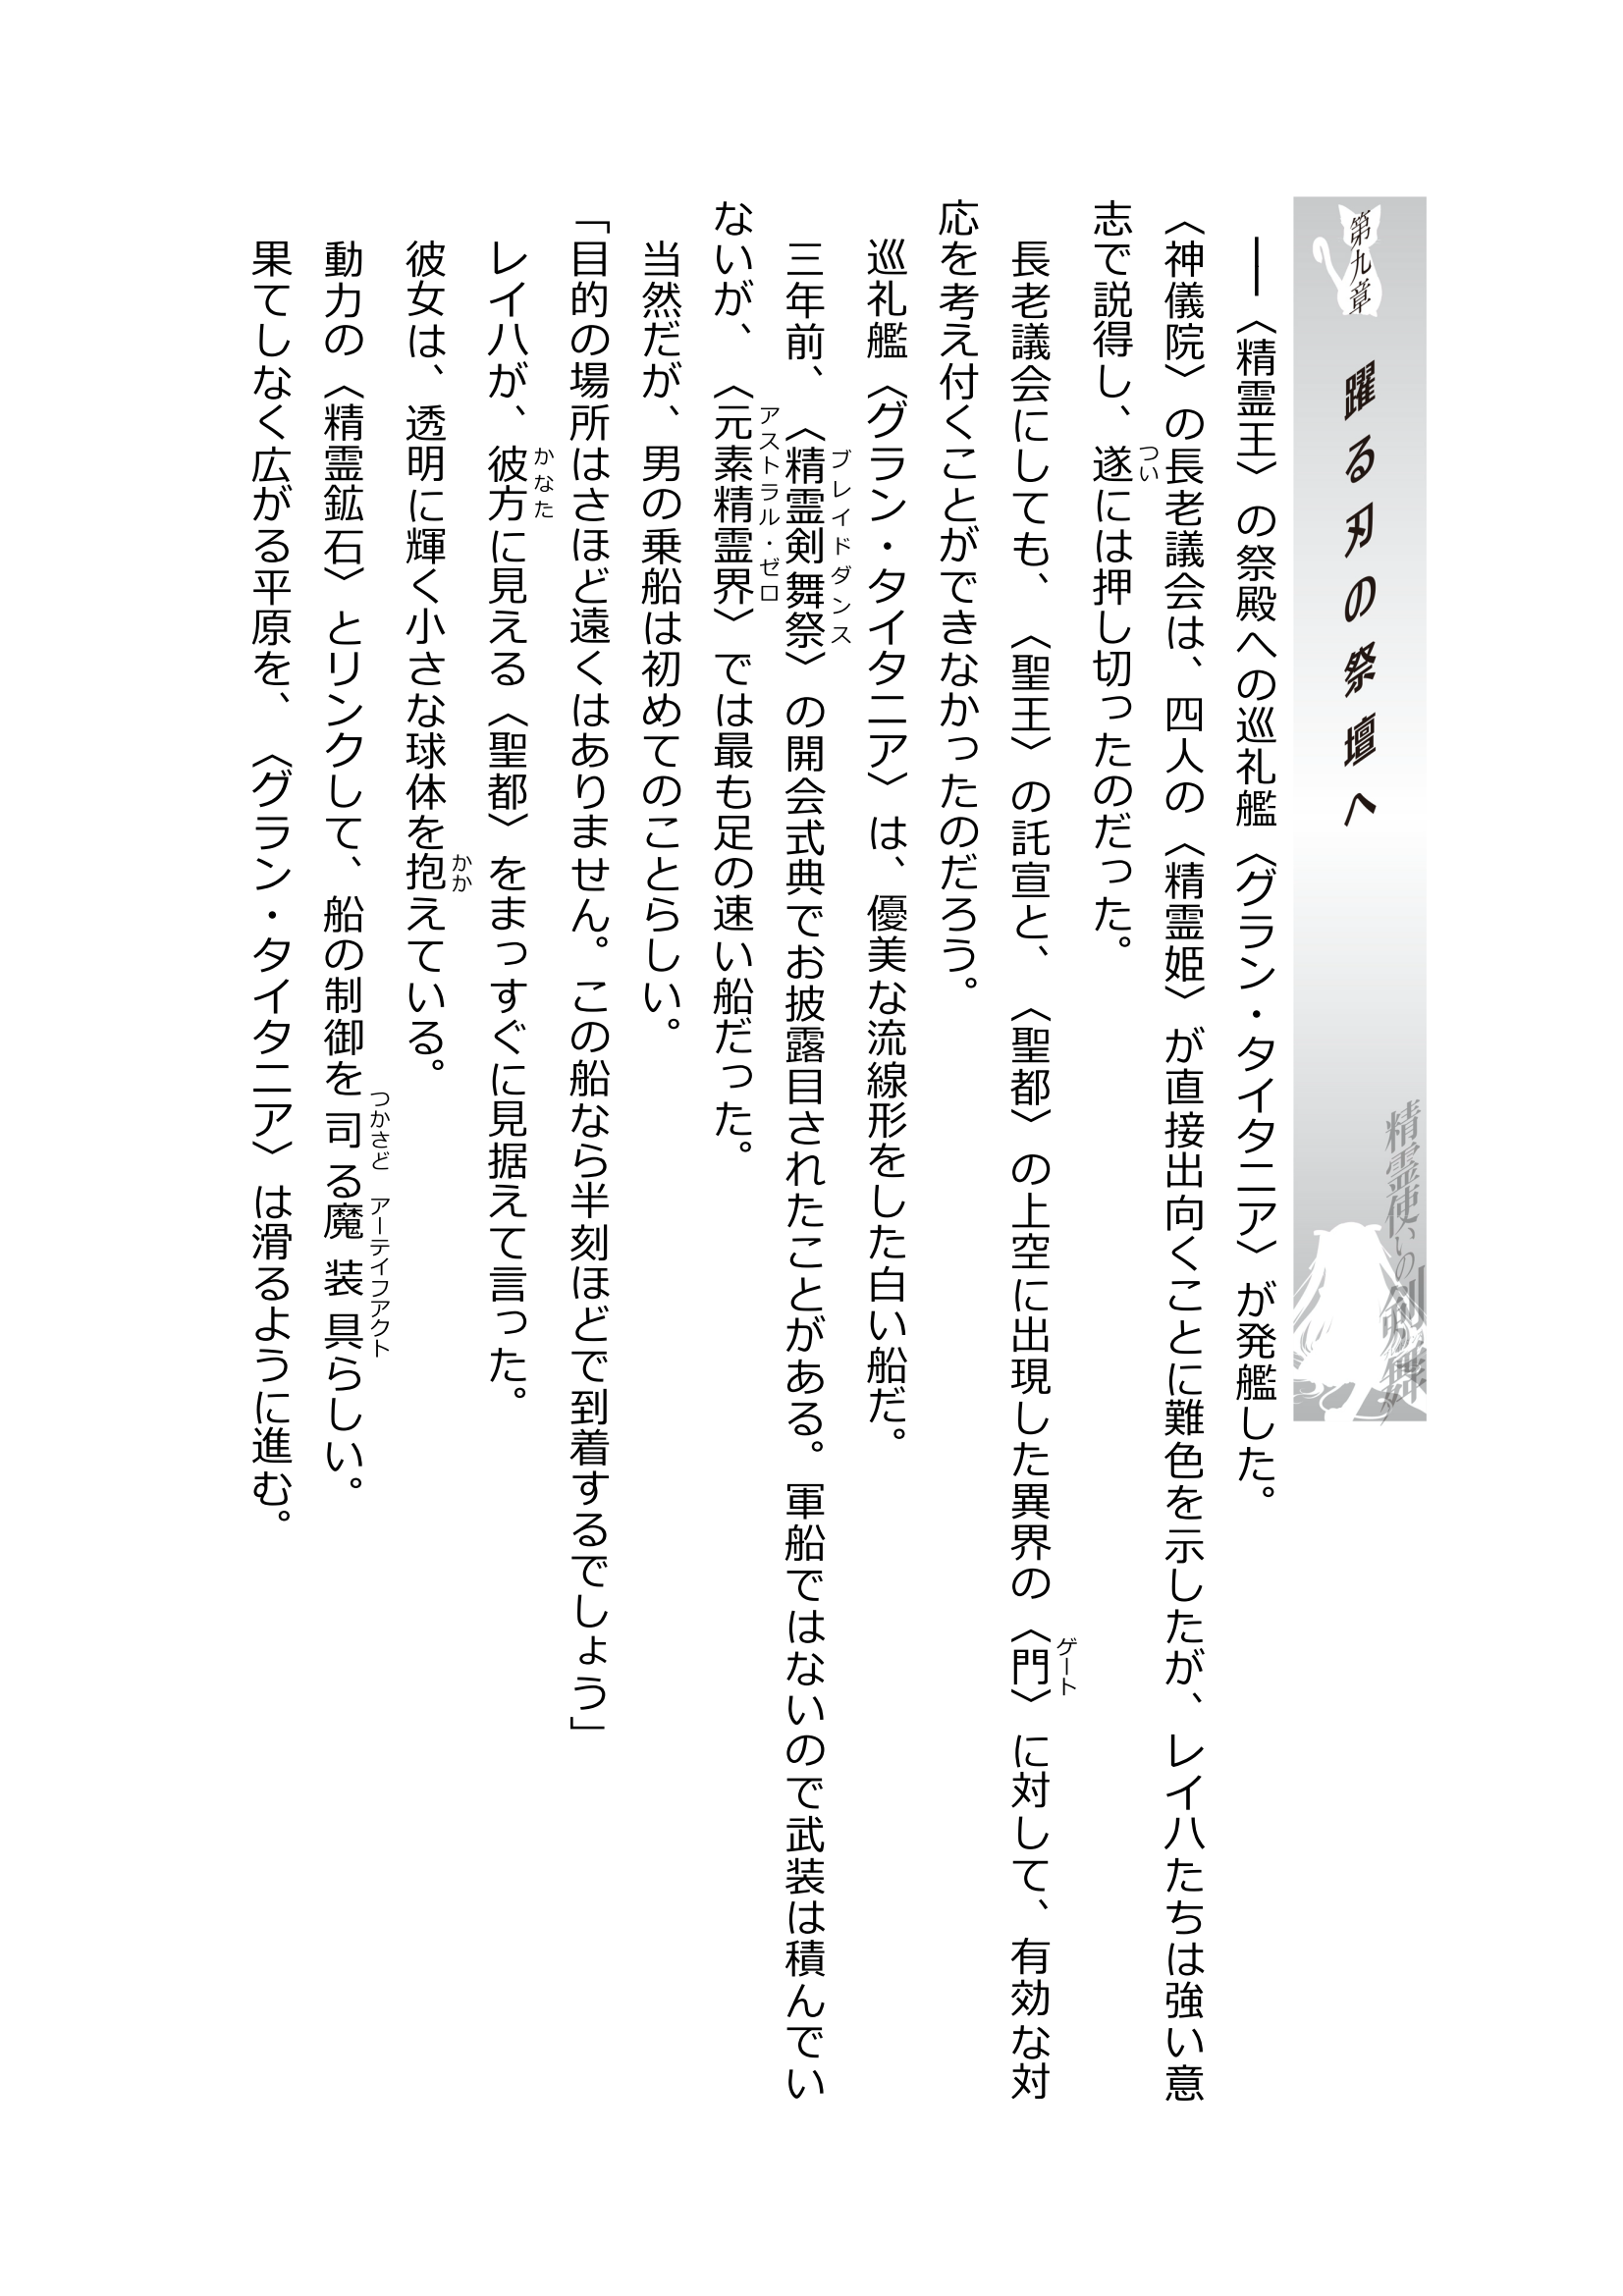 第九章 躍る刃の祭壇へ
精霊使いの剣舞
――〈精霊王〉の祭殿への巡礼艦〈グラン・タイタニア〉が発艦した。
〈神儀院〉の長老議会は、四人の〈精霊姫〉が直接出向くことに難色を示したが、レイハたちは強い意
志で説得し、遂には押し切ったのだった。
長老議会にしても、〈聖王〉の託宣と、〈聖都〉の上空に出現した異界の〈門〉に対して、有効な対
応を考え付くことができなかったのだろう。
巡礼艦〈グラン・タイタニア〉は、優美な流線形をした白い船だ。
三年前、〈精霊剣舞祭〉の開会式典でお披露目されたことがある。軍船ではないので武装は積んでい
ないが、〈元素精霊界〉では最も足の速い船だった。
当然だが、男の乗船は初めてのことらしい。
「目的の場所はさほど遠くはありません。この船なら半刻ほどで到着するでしょう」
レイハが、彼方に見える〈聖都〉をまっすぐに見据えて言った。
彼女は、透明に輝く小さな球体を抱えている。
動力の〈精霊鉱石〉とリンクして、船の制御を司る魔装具らしい。
果てしなく広がる平原を、〈グラン・タイタニア〉は滑るように進む。
つい
ゲート
ブレイドダンス
アストラル・ゼロ
かなた
かか
つかさど
アーティファクト